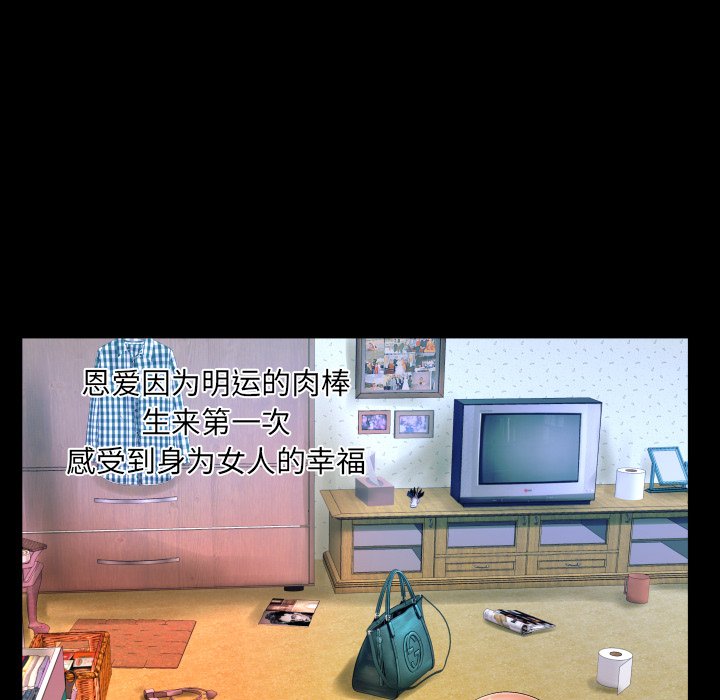 恩爱因为明运的肉棒
生来第一次
感受到身为女人的幸福